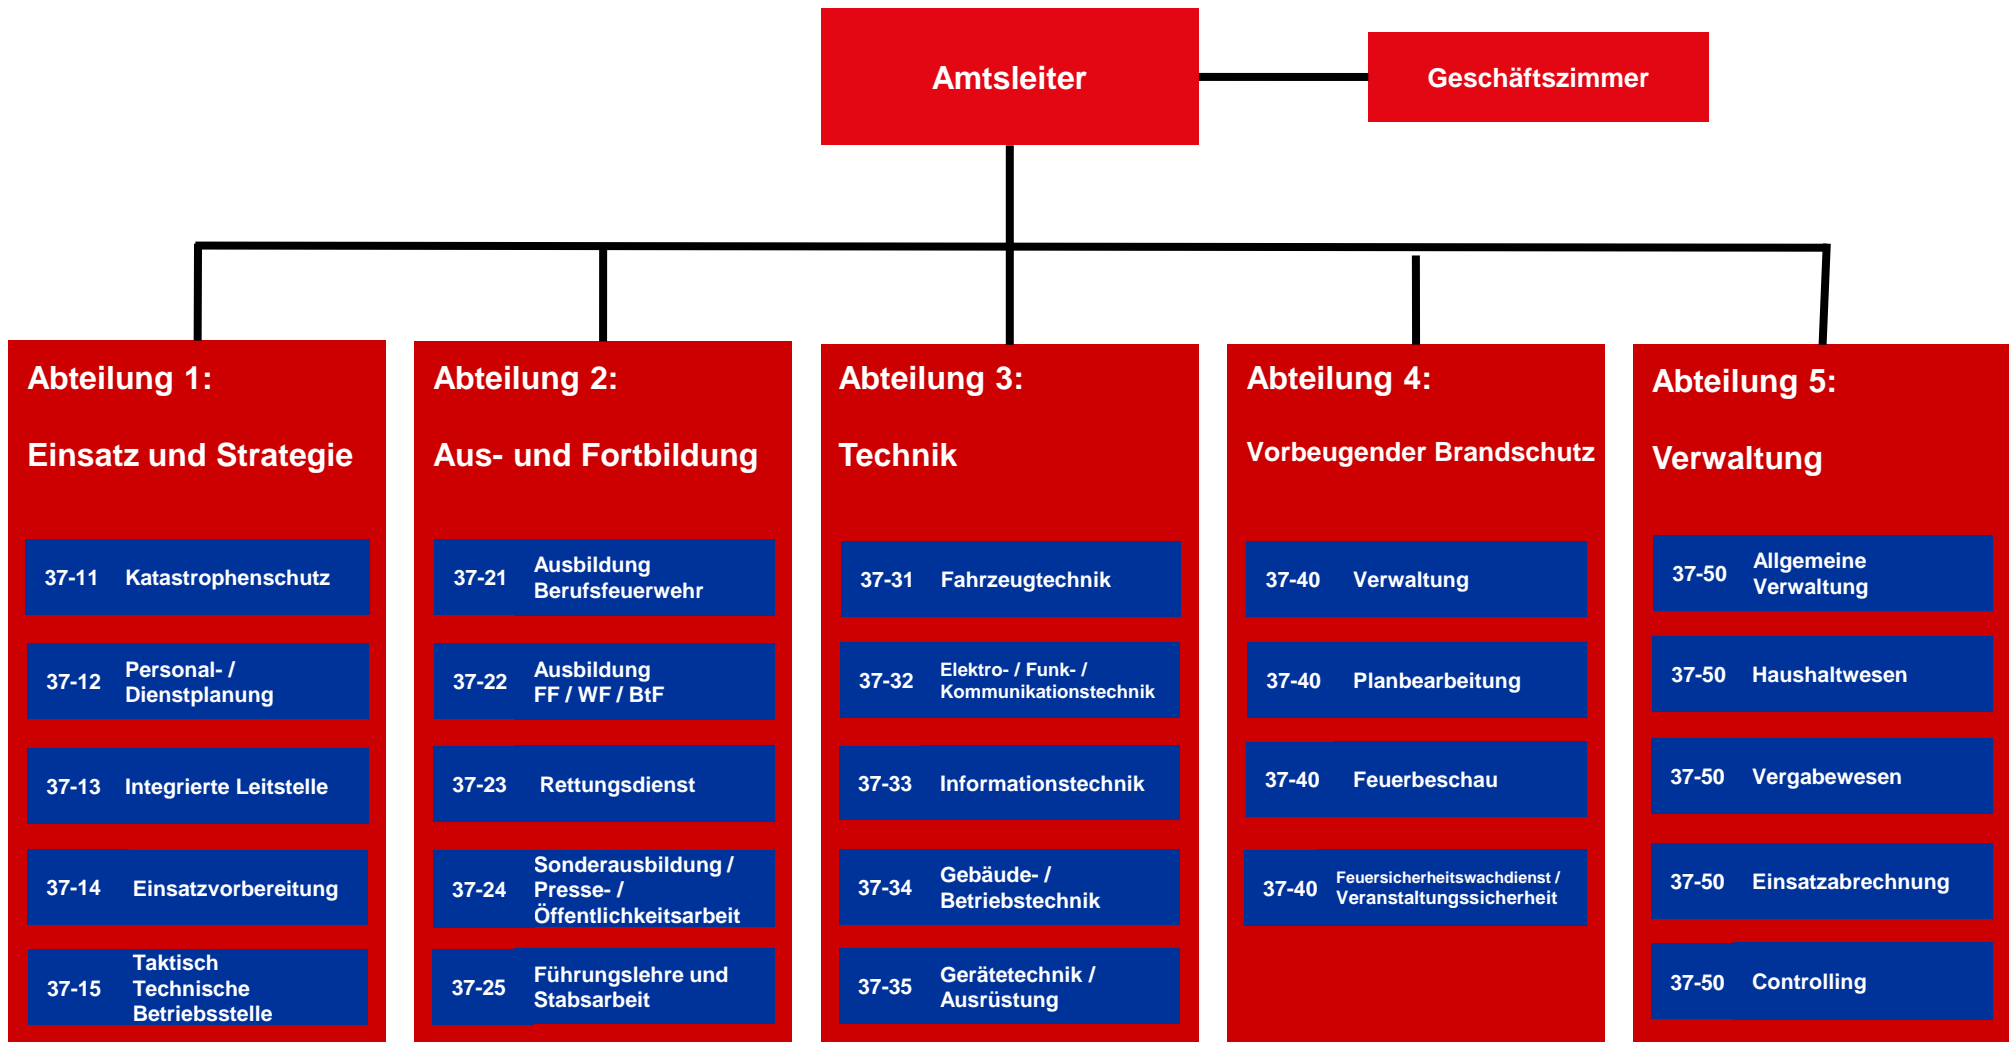 Amtsleiter
Geschäftszimmer
Abteilung 1:
Einsatz und Strategie
37-11 Katastrophenschutz
37-12 Personal- /
Dienstplanung
37-13 Integrierte Leitstelle
37-14 Einsatzvorbereitung
37-15 Taktisch
Technische
Betriebsstelle
Abteilung 2:
Aus- und Fortbildung
37-21 Ausbildung
Berufsfeuerwehr
37-22 Ausbildung
FF / WF / BtF
37-23 Rettungsdienst
37-24 Sonderausbildung /
Presse- /
Öffentlichkeitsarbeit
37-25 Führungslehre und
Stabsarbeit
Abteilung 3:
Technik
37-31 Fahrzeugtechnik
37-32 Elektro- / Funk- /
Kommunikationstechnik
37-33 Informationstechnik
37-34 Gebäude- /
Betriebstechnik
37-35 Gerätetechnik /
Ausrüstung
Abteilung 4:
Vorbeugender Brandschutz
37-40 Verwaltung
37-40 Planbearbeitung
37-40 Feuerbeschau
37-40 Feuersicherheitswachdienst /
Veranstaltungssicherheit
Abteilung 5:
Verwaltung
37-50 Allgemeine
Verwaltung
37-50 Haushaltwesen
37-50 Vergabewesen
37-50 Einsatzabrechnung
37-50 Controlling